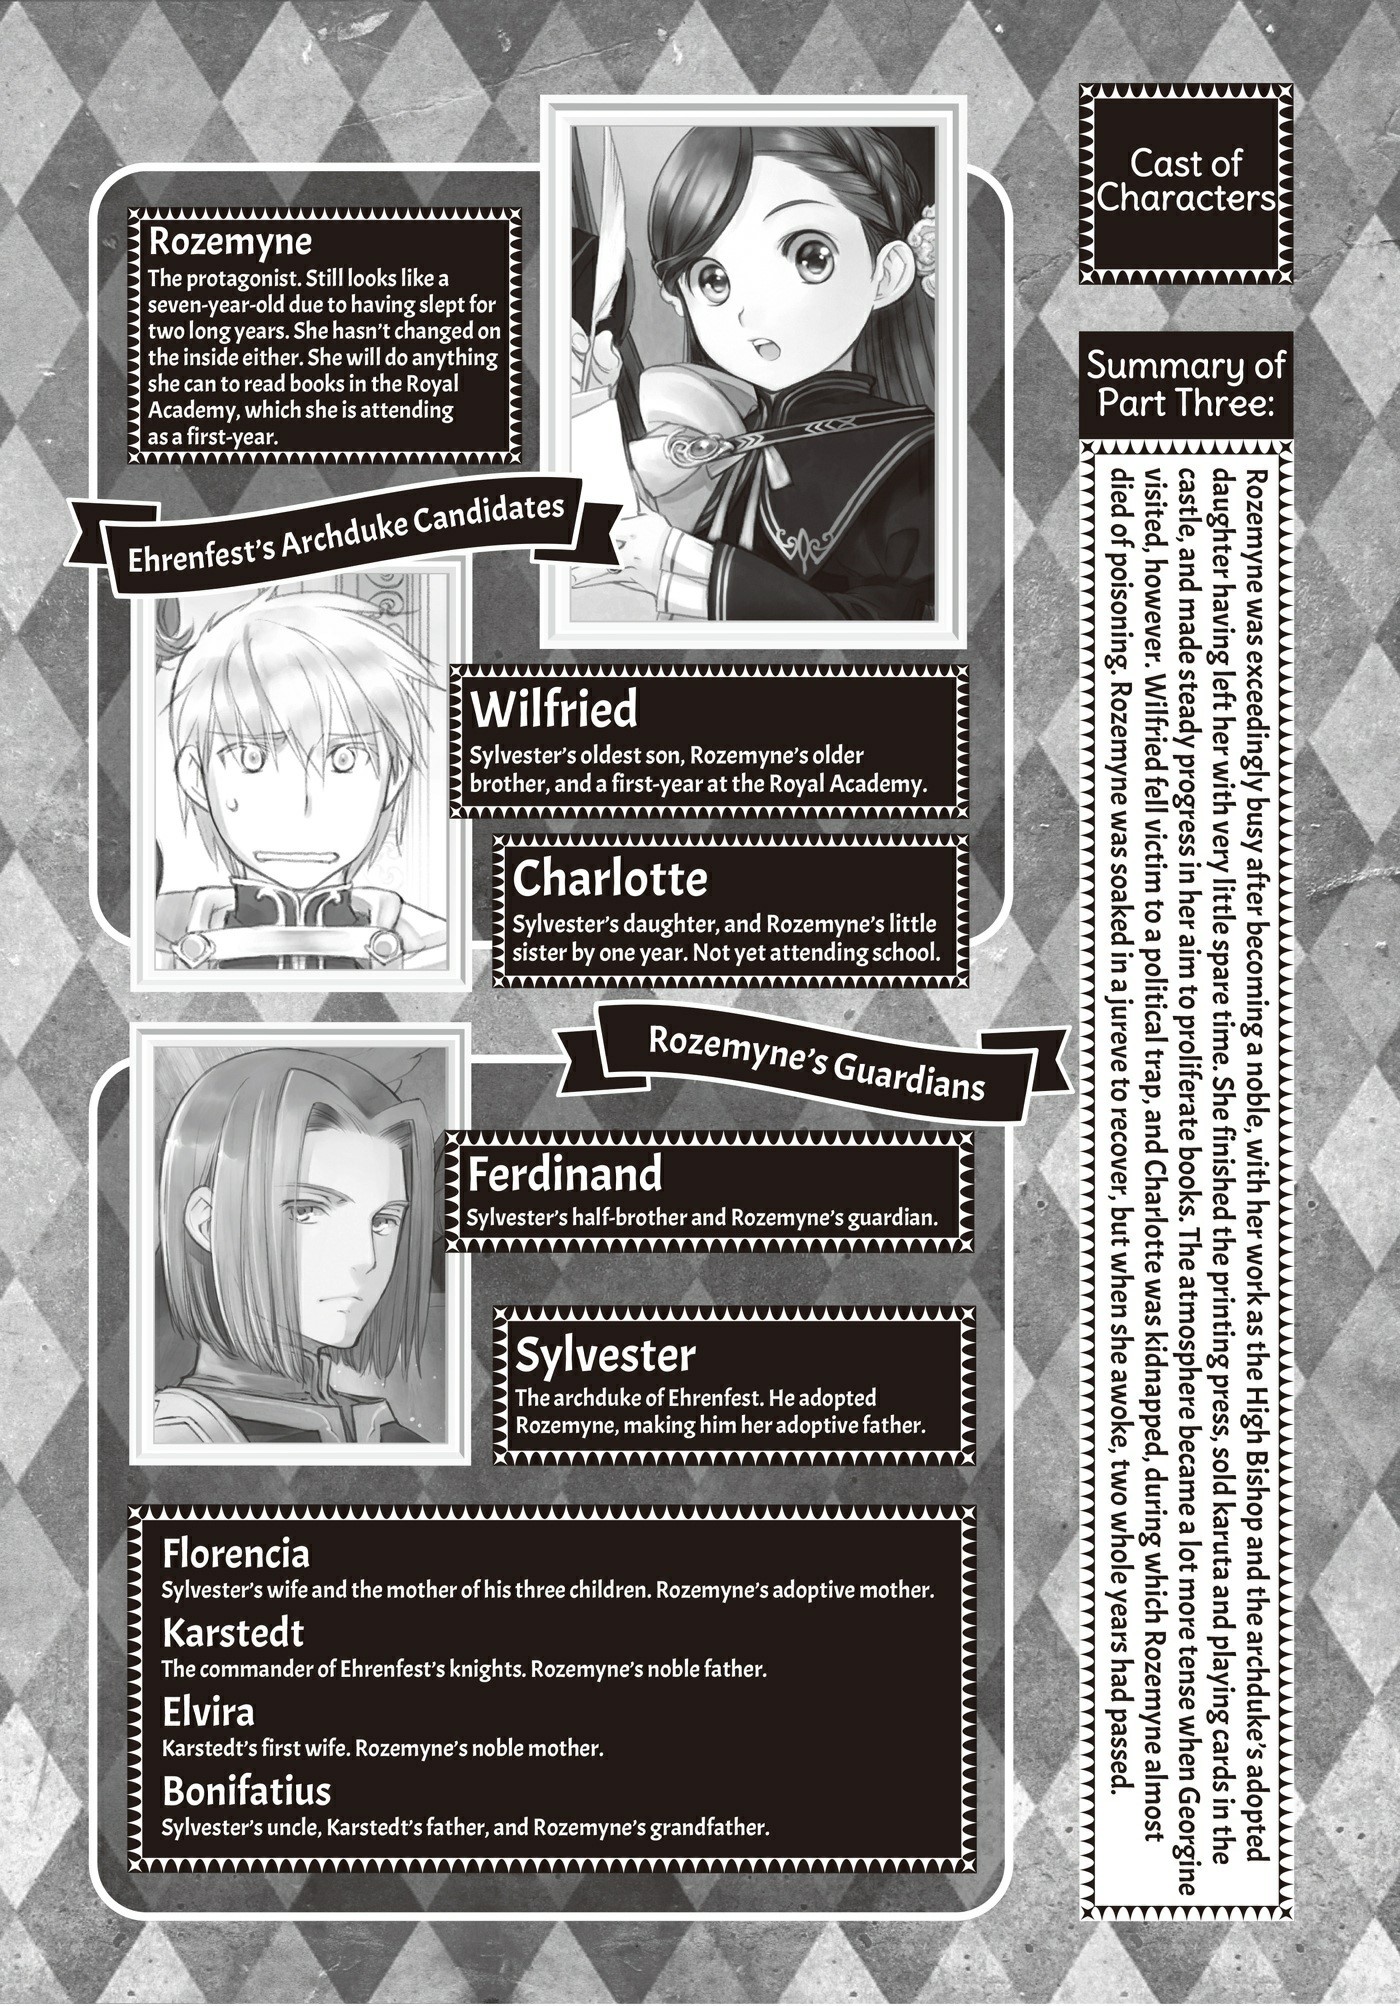 Cast of
Characters
Summary of
Part Three:
Rozemyne was exceedingly busy after becoming a noble, with her work as the High Bishop and the archduke's adopted
daughter having left her with very little spare time. She finished the printing press, sold karuta and playing cards in the
castle, and made steady progress in her aim to proliferate books. The atmosphere became a lot more tense when Georgine
visited, however. Wilfried fell victim to a political trap, and Charlotte was kidnapped, during which Rozemyne almost
died of poisoning. Rozemyne was soaked in a jureve to recover, but when she awoke, two whole years had passed.
Rozemyne
The protagonist. Still looks like a
seven-year-old due to having slept for
two long years. She hasn't changed on
the inside either. She will do anything
she can to read books in the Royal
Academy, which she is attending
as a first-year.
Ehrenfest's Archduke Candidates
Wilfried
Sylvester's oldest son, Rozemyne's older
brother, and a first-year at the Royal Academy.
Charlotte
Sylvester's daughter, and Rozemyne's little
sister by one year. Not yet attending school.
Rozemyne's Guardians
Ferdinand
Sylvester's half-brother and Rozemyne's guardian.
Sylvester
The archduke of Ehrenfest. He adopted
Rozemyne, making him her adoptive father.
Florencia
Sylvester's wife and the mother of his three children. Rozemyne's adoptive mother.
Karstedt
The commander of Ehrenfest's knights. Rozemyne's noble father.
Elvira
Karstedt's first wife. Rozemyne's noble mother.
Bonifatius
Sylvester's uncle, Karstedt's father, and Rozemyne's grandfather.